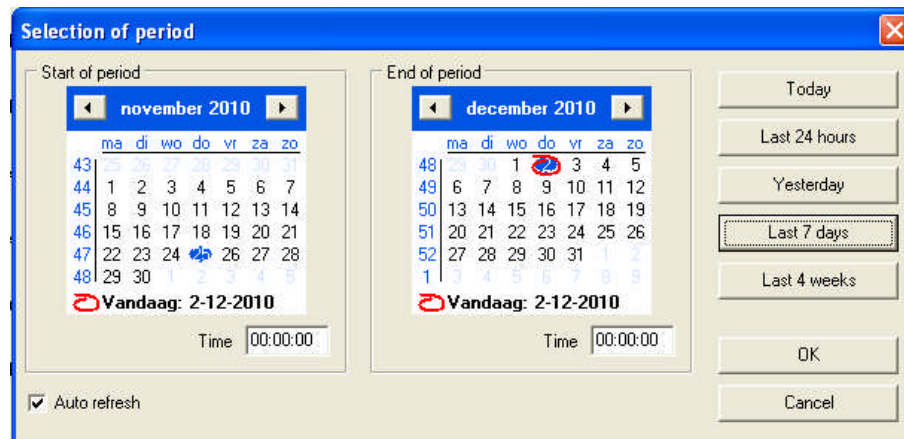 Selection of period
Start of period
november 2010
ma di wo do vr za zo
43 25 26 27 28 29 30 31
44 1 2 3 4 5 6 7
45 8 9 10 11 12 13 14
46 15 16 17 18 19 20 21
47 22 23 24 25 26 27 28
48 29 30 1 2 3 4 5
Vandaag: 2-12-2010
Time 00:00:00
End of period
december 2010
ma di wo do vr za zo
48 29 30 1 2 3 4 5
49 6 7 8 9 10 11 12
50 13 14 15 16 17 18 19
51 20 21 22 23 24 25 26
52 27 28 29 30 31 1 2
1 3 4 5 6 7 8 9
Vandaag: 2-12-2010
Time 00:00:00
Today
Last 24 hours
Yesterday
Last 7 days
Last 4 weeks
OK
Cancel
Auto refresh